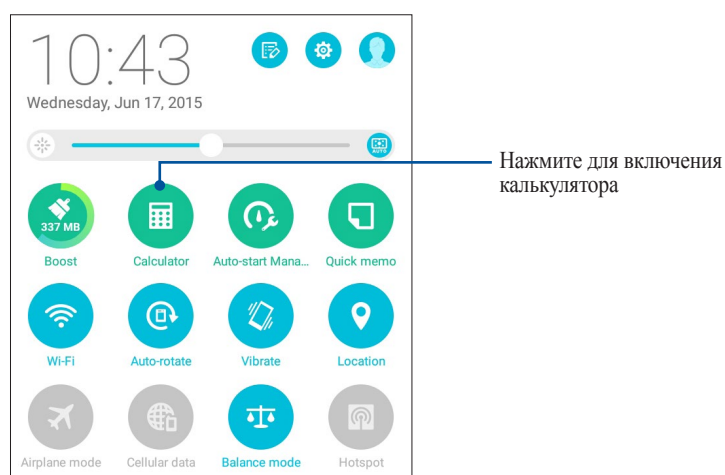 10:43
Wednesday, Jun 17, 2015
AUTO
Нажмите для включения
калькулятора
337 MB
Boost
Calculator
Auto-start Mana...
Quick memo
Wi-Fi
Auto-rotate
Vibrate
Location
Airplane mode
Cellular data
Balance mode
Hotspot